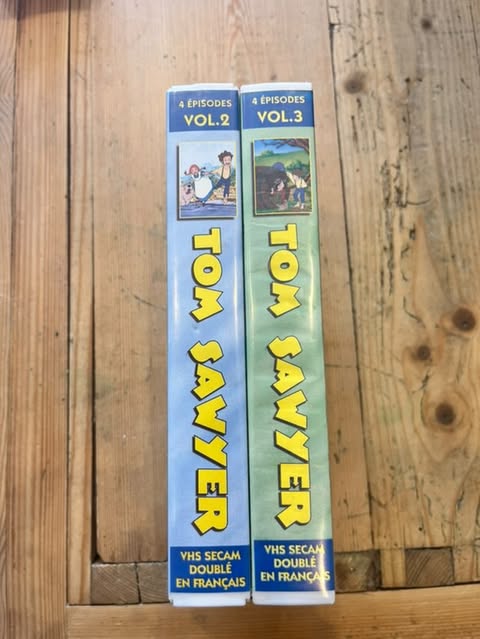 4 ÉPISODES
VOL.2
TOM SAWYER
VHS SECAM
DOUBLÉ
EN FRANÇAIS
4 ÉPISODES
VOL.3
TOM SAWYER
VHS SECAM
DOUBLÉ
EN FRANÇAIS